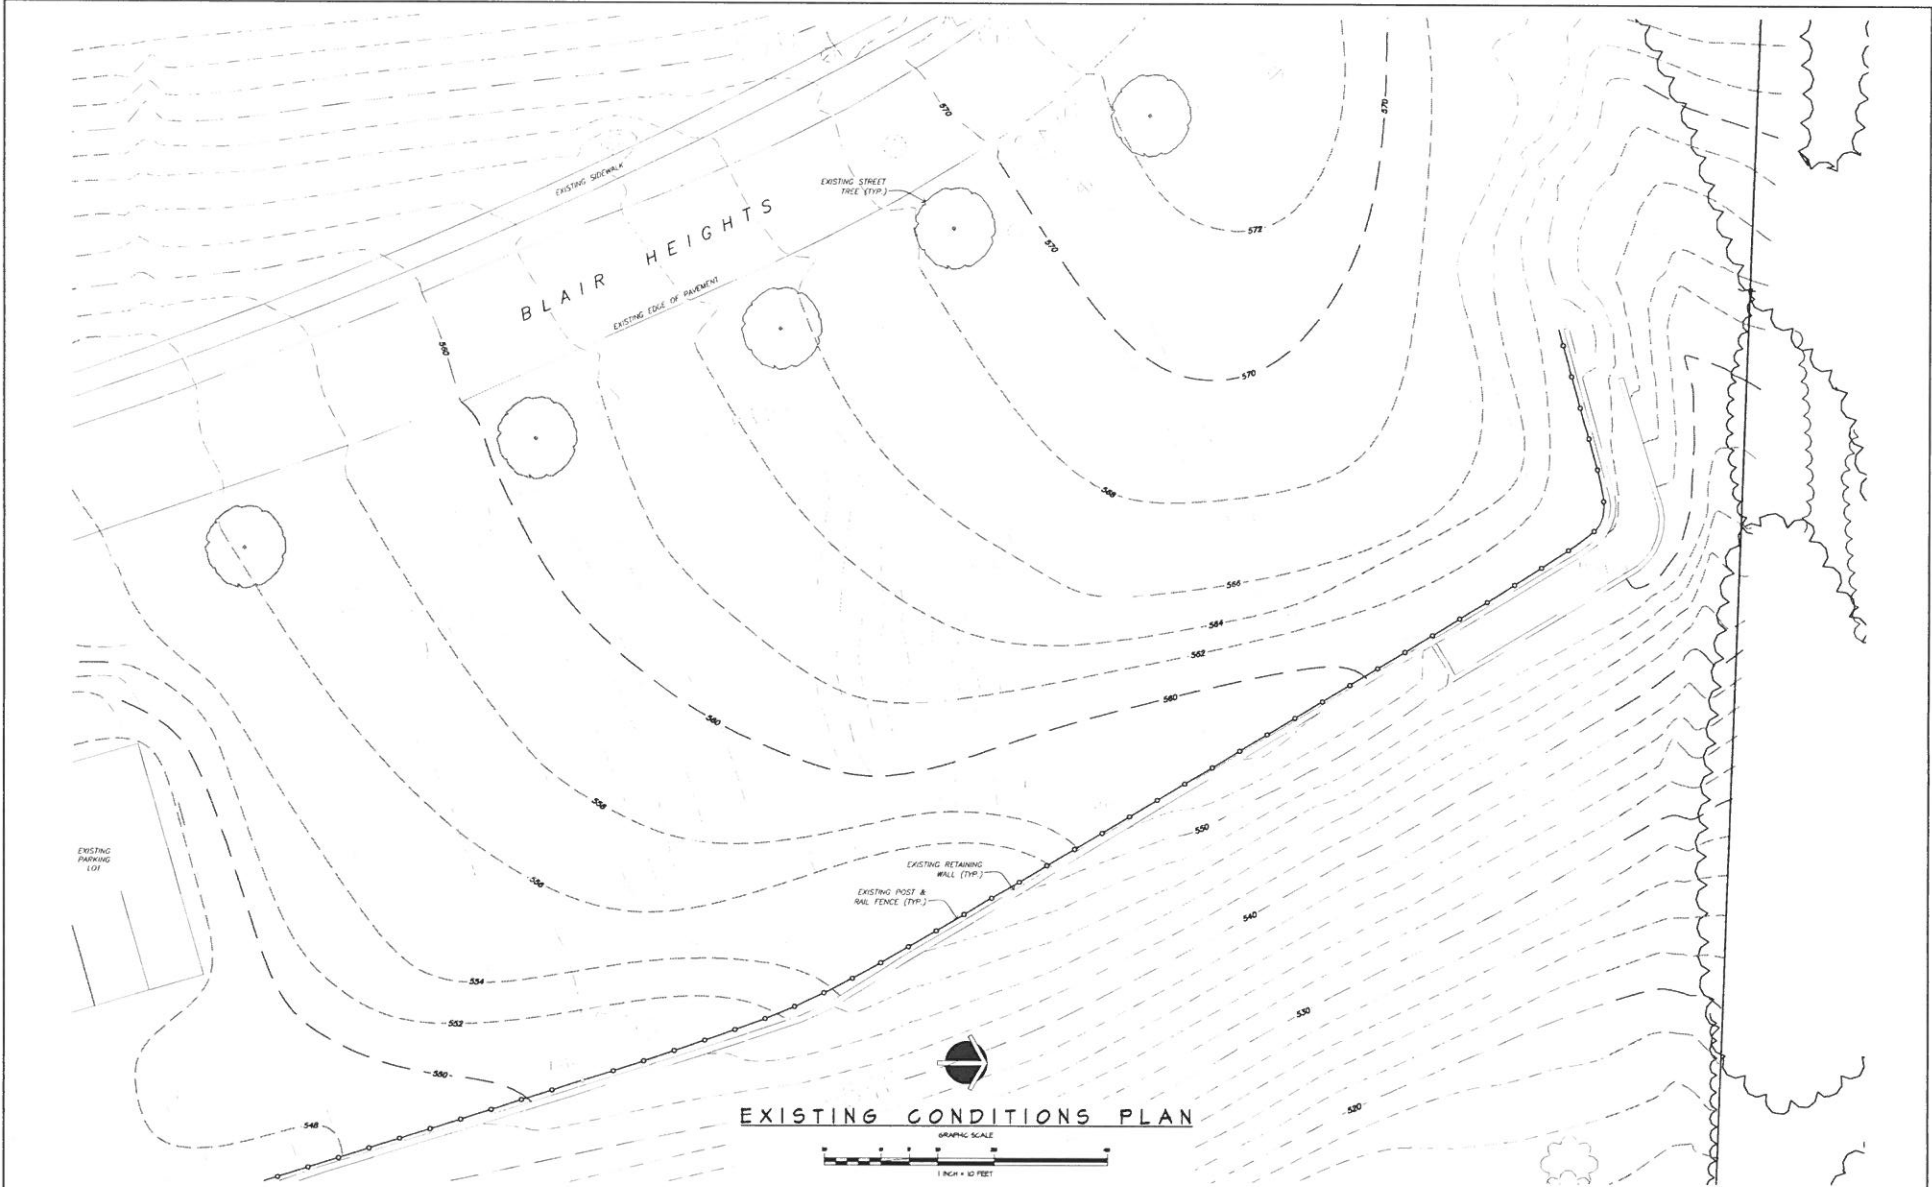 570
570
EXISTING SIDEWALK
EXISTING STREET
TREE (TYP.)
BLAIR HEIGHTS
570
572
EXISTING EDGE OF PAVEMENT
560
570
568
566
564
562
560
560
558
550
EXISTING
PARKING
LOT
EXISTING RETAINING
WALL (TYP.)
556
EXISTING POST &
RAIL FENCE (TYP.)
540
554
530
552
550
520
548
EXISTING CONDITIONS PLAN
GRAPHIC SCALE
1 INCH = 10 FEET